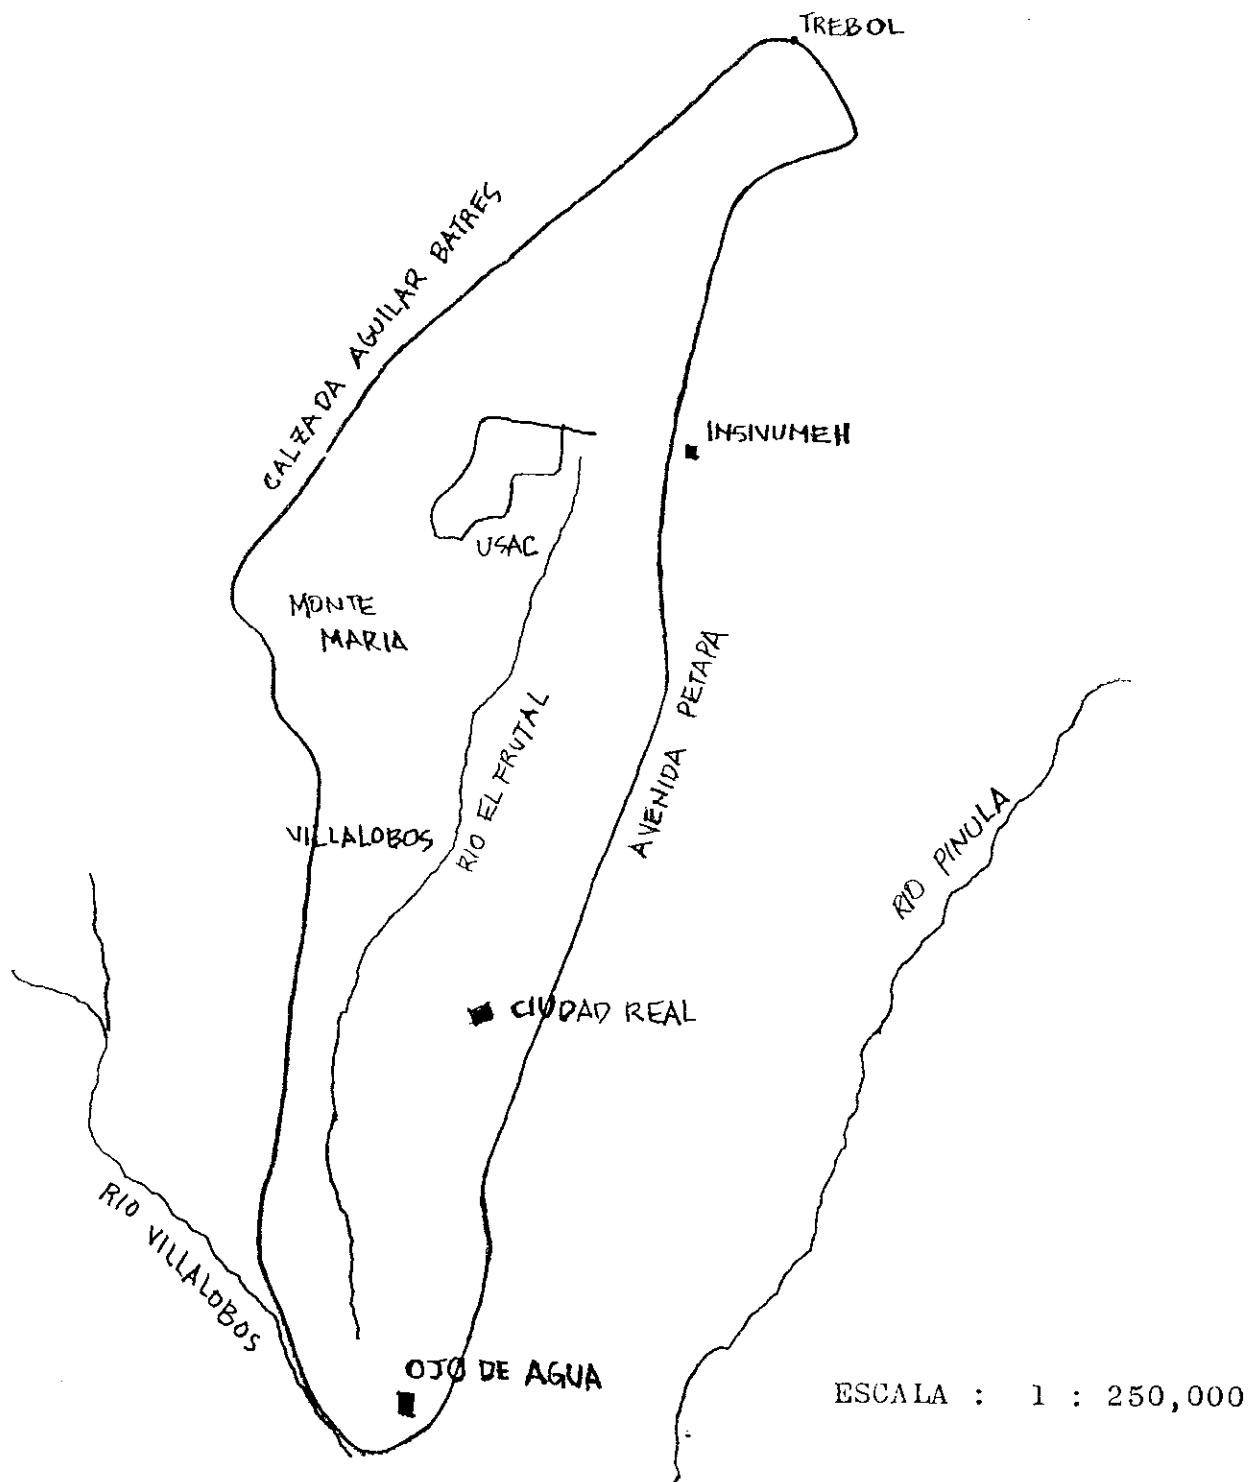 TREBOL
CALZADA AGUILAR BATRES
INSIVUMEH
USAC
MONTE
MARIA
AVENIDA PETAPA
RIO EL FRUTAL
VILLALOBOS
RIO PINULA
CIUDAD REAL
RIO VILLALOBOS
OJO DE AGUA
ESCALA : 1 : 250,000